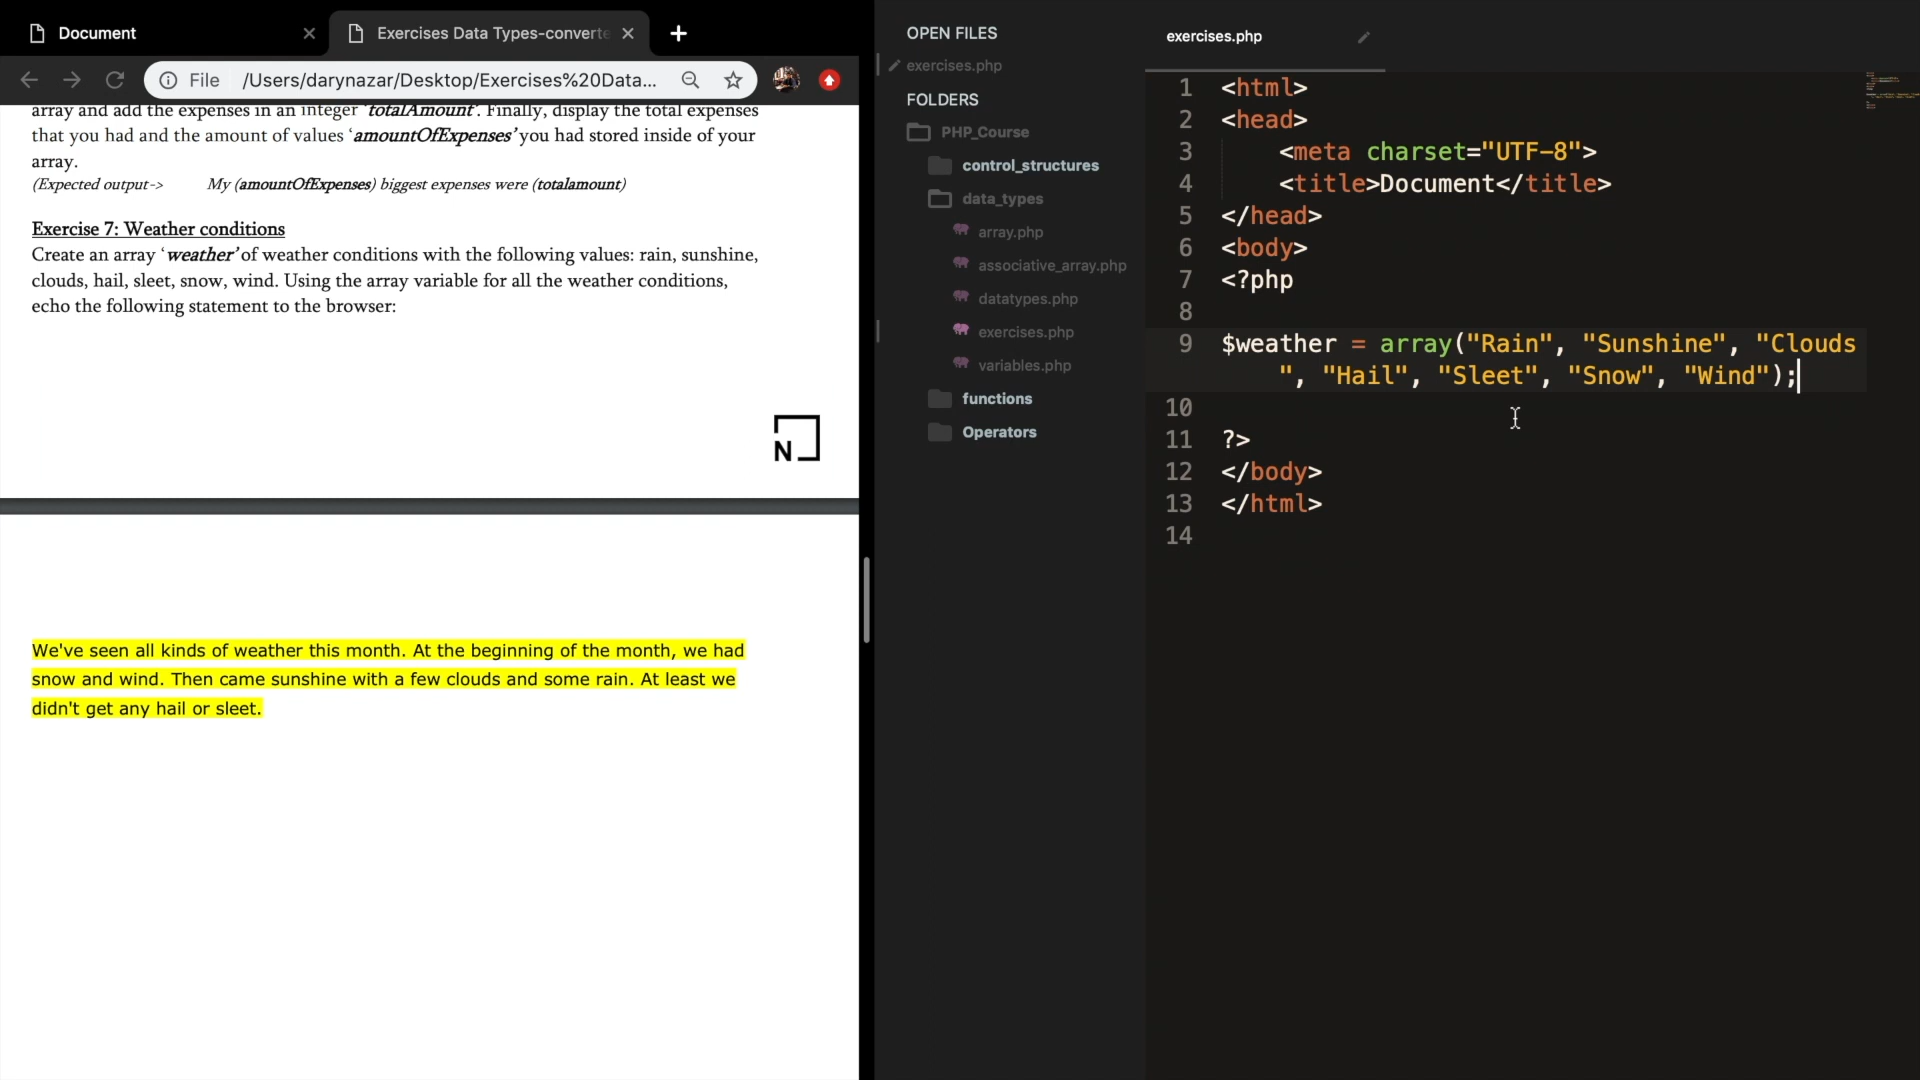 Document
Exercises Data Types-converte
File /Users/darynazar/Desktop/Exercises%20Data...
array and add the expenses in an integer 'totalAmount'. Finally, display the total expenses
that you had and the amount of values 'amountOfExpenses' you had stored inside of your
array.
(Expected output-> My (amountOfExpenses) biggest expenses were (totalamount)
Exercise 7: Weather conditions
Create an array 'weather' of weather conditions with the following values: rain, sunshine,
clouds, hail, sleet, snow, wind. Using the array variable for all the weather conditions,
echo the following statement to the browser:
N
We've seen all kinds of weather this month. At the beginning of the month, we had
snow and wind. Then came sunshine with a few clouds and some rain. At least we
didn't get any hail or sleet.
OPEN FILES
exercises.php
FOLDERS
PHP_Course
control_structures
data_types
array.php
associative_array.php
datatypes.php
exercises.php
variables.php
functions
Operators
exercises.php
1 <html>
2 <head>
3 <meta charset="UTF-8">
4 <title>Document</title>
5 </head>
6 <body>
7 <?php
8
9 $weather = array("Rain", "Sunshine", "Clouds
", "Hail", "Sleet", "Snow", "Wind");
10
11 ?>
12 </body>
13 </html>
14